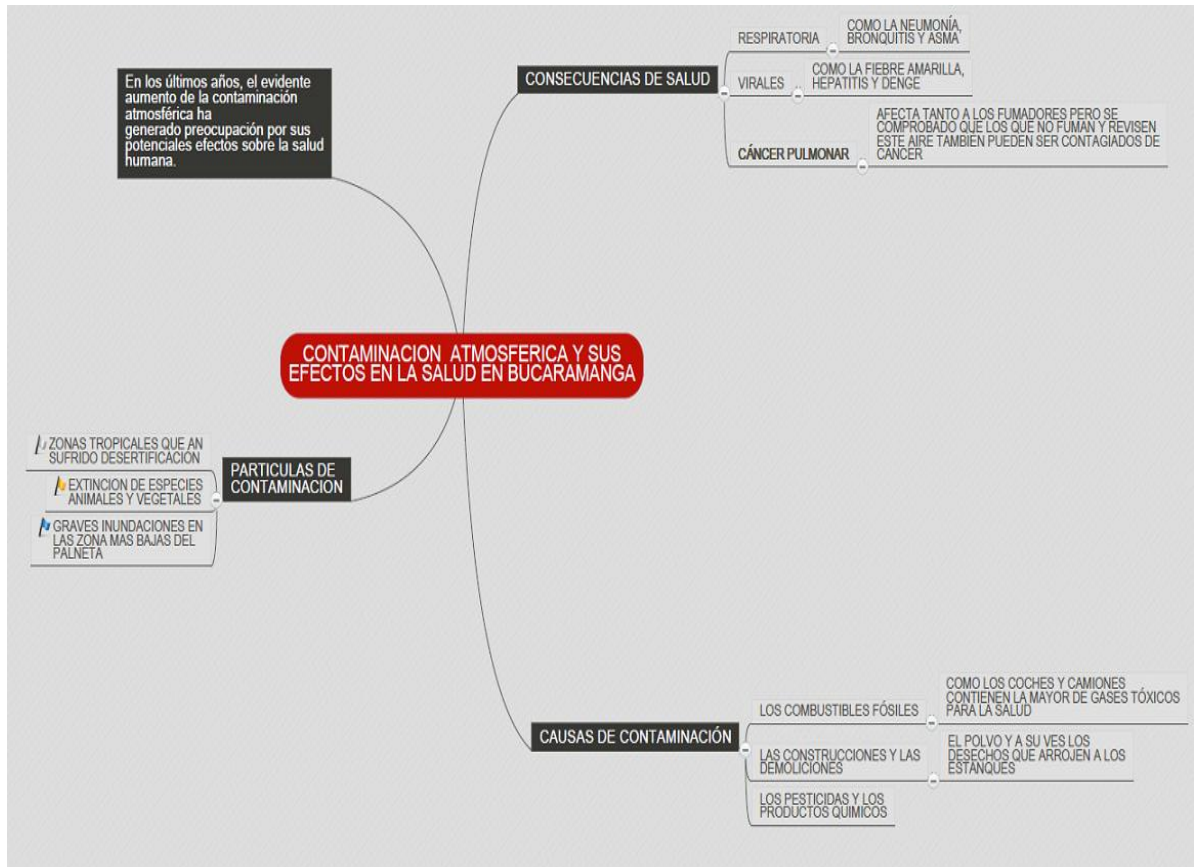 En los últimos años, el evidente
aumento de la contaminación
atmosférica ha
generado preocupación por sus
potenciales efectos sobre la salud
humana.
CONSECUENCIAS DE SALUD
RESPIRATORIA
COMO LA NEUMONÍA,
BRONQUITIS Y ASMA
VIRALES
COMO LA FIEBRE AMARILLA,
HEPATITIS Y DENGE
CÁNCER PULMONAR
AFECTA TANTO A LOS FUMADORES PERO SE
COMPROBADO QUE LOS QUE NO FUMAN Y REVISEN
ESTE AIRE TAMBIEN PUEDEN SER CONTAGIADOS DE
CANCER
CONTAMINACION ATMOSFERICA Y SUS
EFECTOS EN LA SALUD EN BUCARAMANGA
PARTICULAS DE
CONTAMINACION
ZONAS TROPICALES QUE AN
SUFRIDO DESERTIFICACIÓN
EXTINCION DE ESPECIES
ANIMALES Y VEGETALES
GRAVES INUNDACIONES EN
LAS ZONA MAS BAJAS DEL
PALNETA
CAUSAS DE CONTAMINACIÓN
LOS COMBUSTIBLES FÓSILES
COMO LOS COCHES Y CAMIONES
CONTIENEN LA MAYOR DE GASES TÓXICOS
PARA LA SALUD
LAS CONSTRUCCIONES Y LAS
DEMOLICIONES
EL POLVO Y A SU VES LOS
DESECHOS QUE ARROJEN A LOS
ESTANQUES
LOS PESTICIDAS Y LOS
PRODUCTOS QUIMICOS